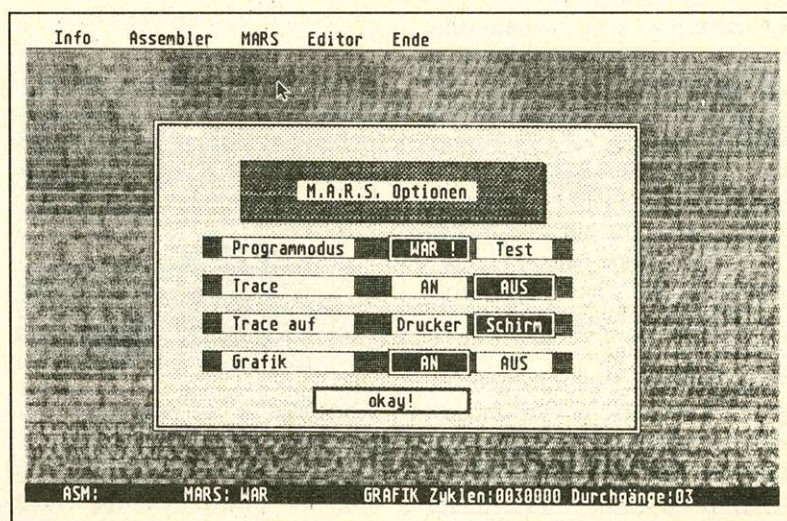 Info Assembler MARS Editor Ende
M.A.R.S. Optionen
Programmodus WAR ! Test
Trace AN AUS
Trace auf Drucker Schirm
Grafik AN AUS
okay!
ASM: MARS: WAR GRAFIK Zyklen:0030000 Durchgänge:03